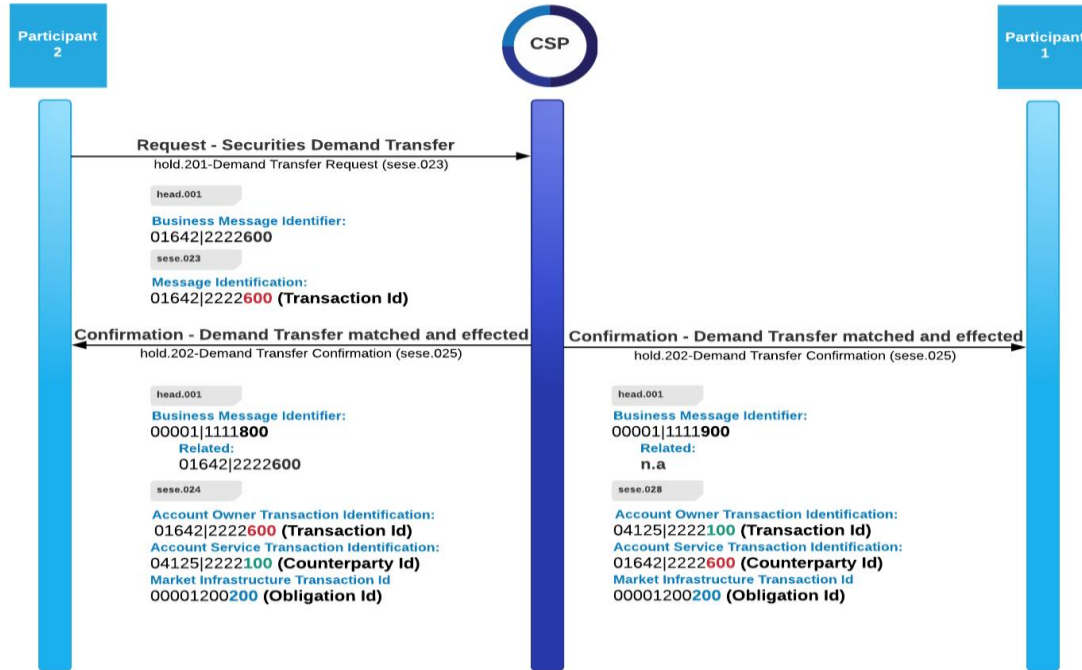 Participant
2
CSP
Participant
1
Request - Securities Demand Transfer
hold.201-Demand Transfer Request (sese.023)
head.001
Business Message Identifier:
01642|2222600
sese.023
Message Identification:
01642|2222600 (Transaction Id)
Confirmation - Demand Transfer matched and effected
hold.202-Demand Transfer Confirmation (sese.025)
head.001
Business Message Identifier:
00001|1111800
Related:
01642|2222600
sese.024
Account Owner Transaction Identification:
01642|2222600 (Transaction Id)
Account Service Transaction Identification:
04125|2222100 (Counterparty Id)
Market Infrastructure Transaction Id
00001200200 (Obligation Id)
Confirmation - Demand Transfer matched and effected
hold.202-Demand Transfer Confirmation (sese.025)
head.001
Business Message Identifier:
00001|1111900
Related:
n.a
sese.028
Account Owner Transaction Identification:
04125|2222100 (Transaction Id)
Account Service Transaction Identification:
01642|2222600 (Counterparty Id)
Market Infrastructure Transaction Id
00001200200 (Obligation Id)